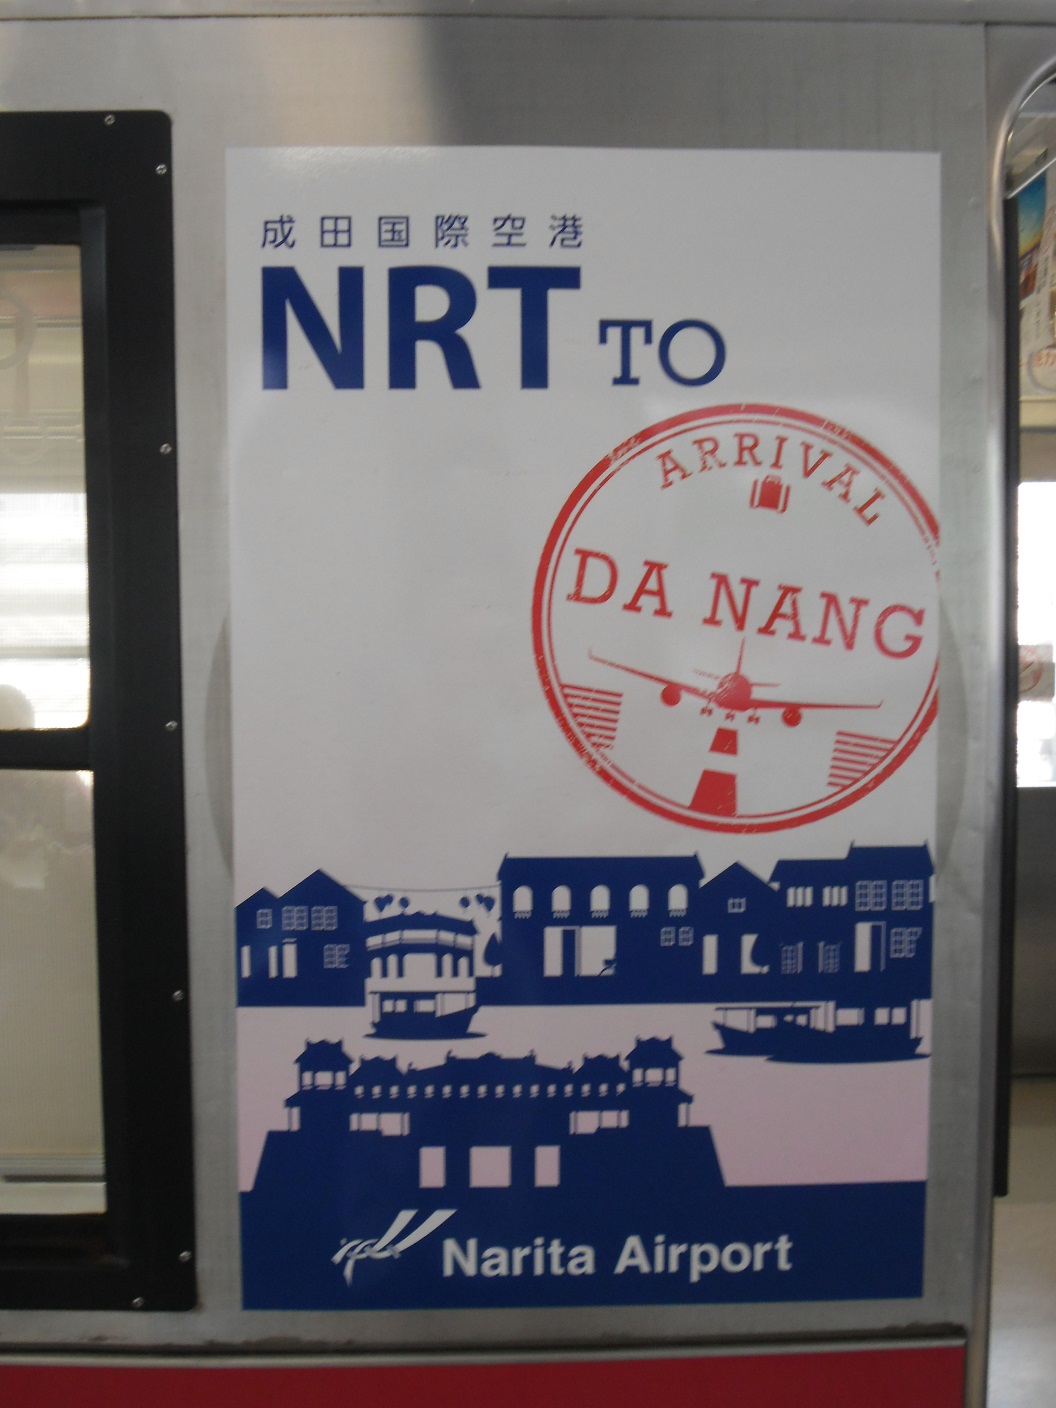 成田国際空港
NRT TO
ARRIVAL
DA NANG
Narita Airport